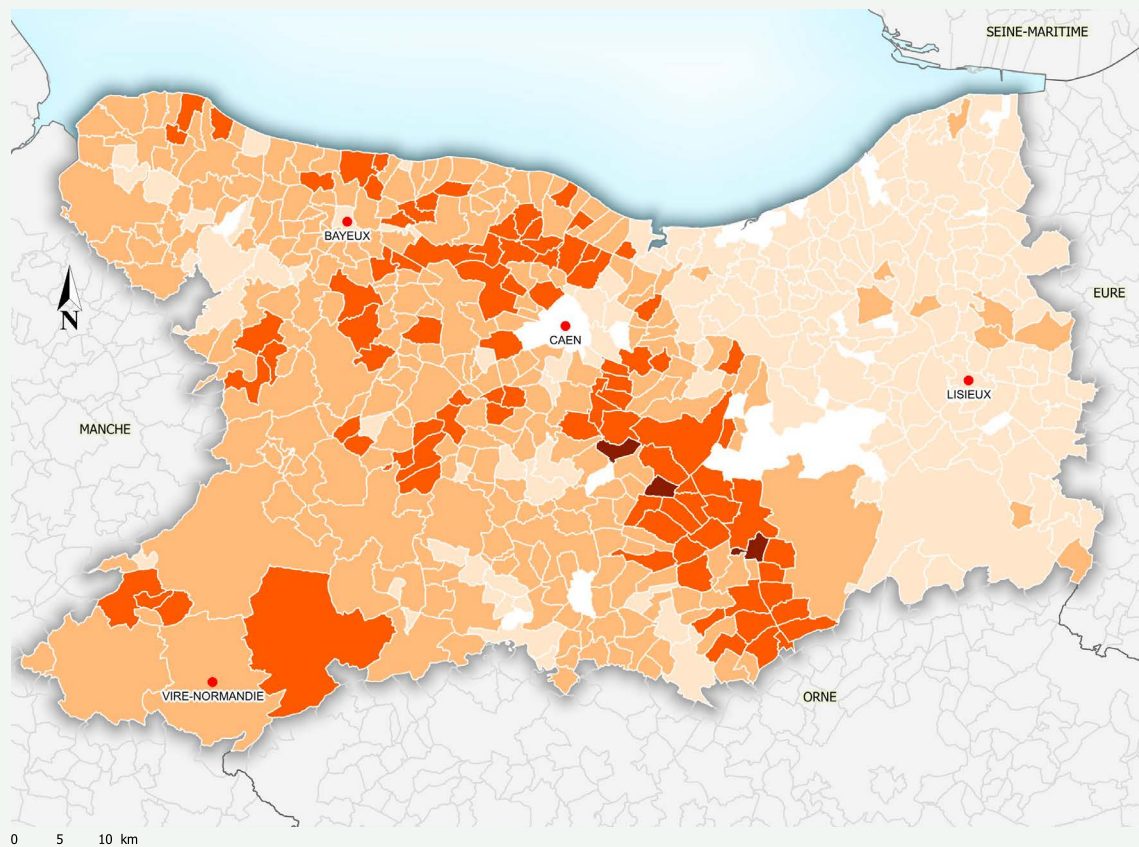 SEINE-MARITIME
BAYEUX
N
EURE
CAEN
LISIEUX
MANCHE
VIRE-NORMANDIE
ORNE
0 5 10 km